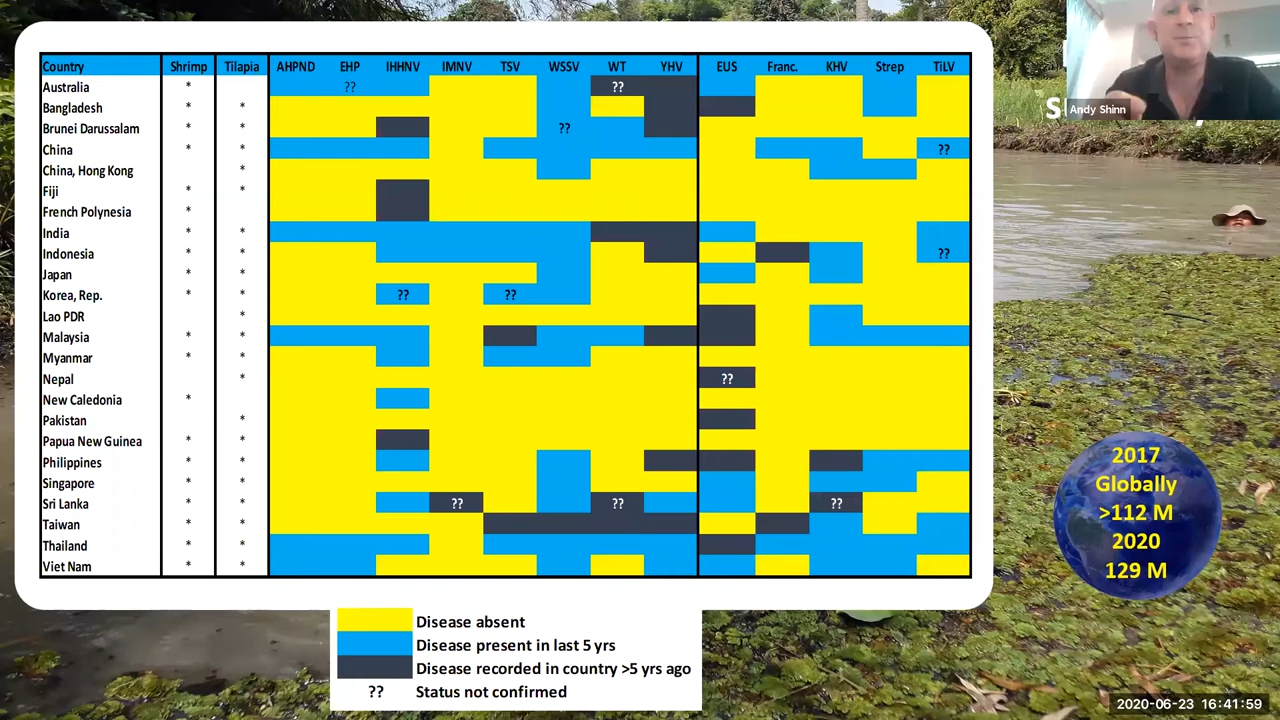 Country Shrimp Tilapia AHPND EHP IHHNV IMNV TSV WSSV WT YHV EUS Franc. KHV Strep TiLV
Australia * ?? ??
Bangladesh * *
Brunei Darussalam * * ??
China * * ??
China, Hong Kong *
Fiji * *
French Polynesia *
India * *
Indonesia * * ??
Japan * *
Korea, Rep. * * ?? ??
Lao PDR *
Malaysia * *
Myanmar * *
Nepal * ??
New Caledonia *
Pakistan *
Papua New Guinea * *
Philippines * *
Singapore * *
Sri Lanka * * ?? ?? ??
Taiwan * *
Thailand * *
Viet Nam * *
Disease absent
Disease present in last 5 yrs
Disease recorded in country >5 yrs ago
?? Status not confirmed
Andy Shinn
2017
Globally
>112 M
2020
129 M
2020-06-23 16:41:59